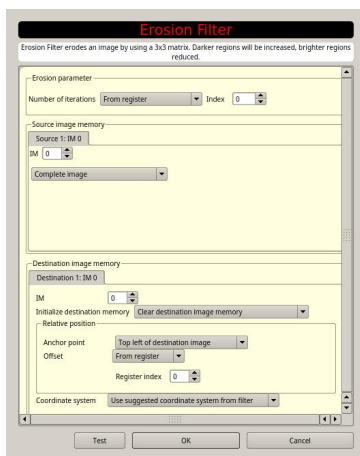 Erosion Filter
Erosion Filter erodes an image by using a 3x3 matrix. Darker regions will be increased, brighter regions
reduced.
Erosion parameter
Number of iterations From register Index 0
Source image memory
Source 1: IM 0
IM 0
Complete image
Destination image memory
Destination 1: IM 0
IM 0
Initialize destination memory Clear destination image memory
Relative position
Anchor point Top left of destination image
Offset From register
Register index 0
Coordinate system Use suggested coordinate system from filter
Test OK Cancel